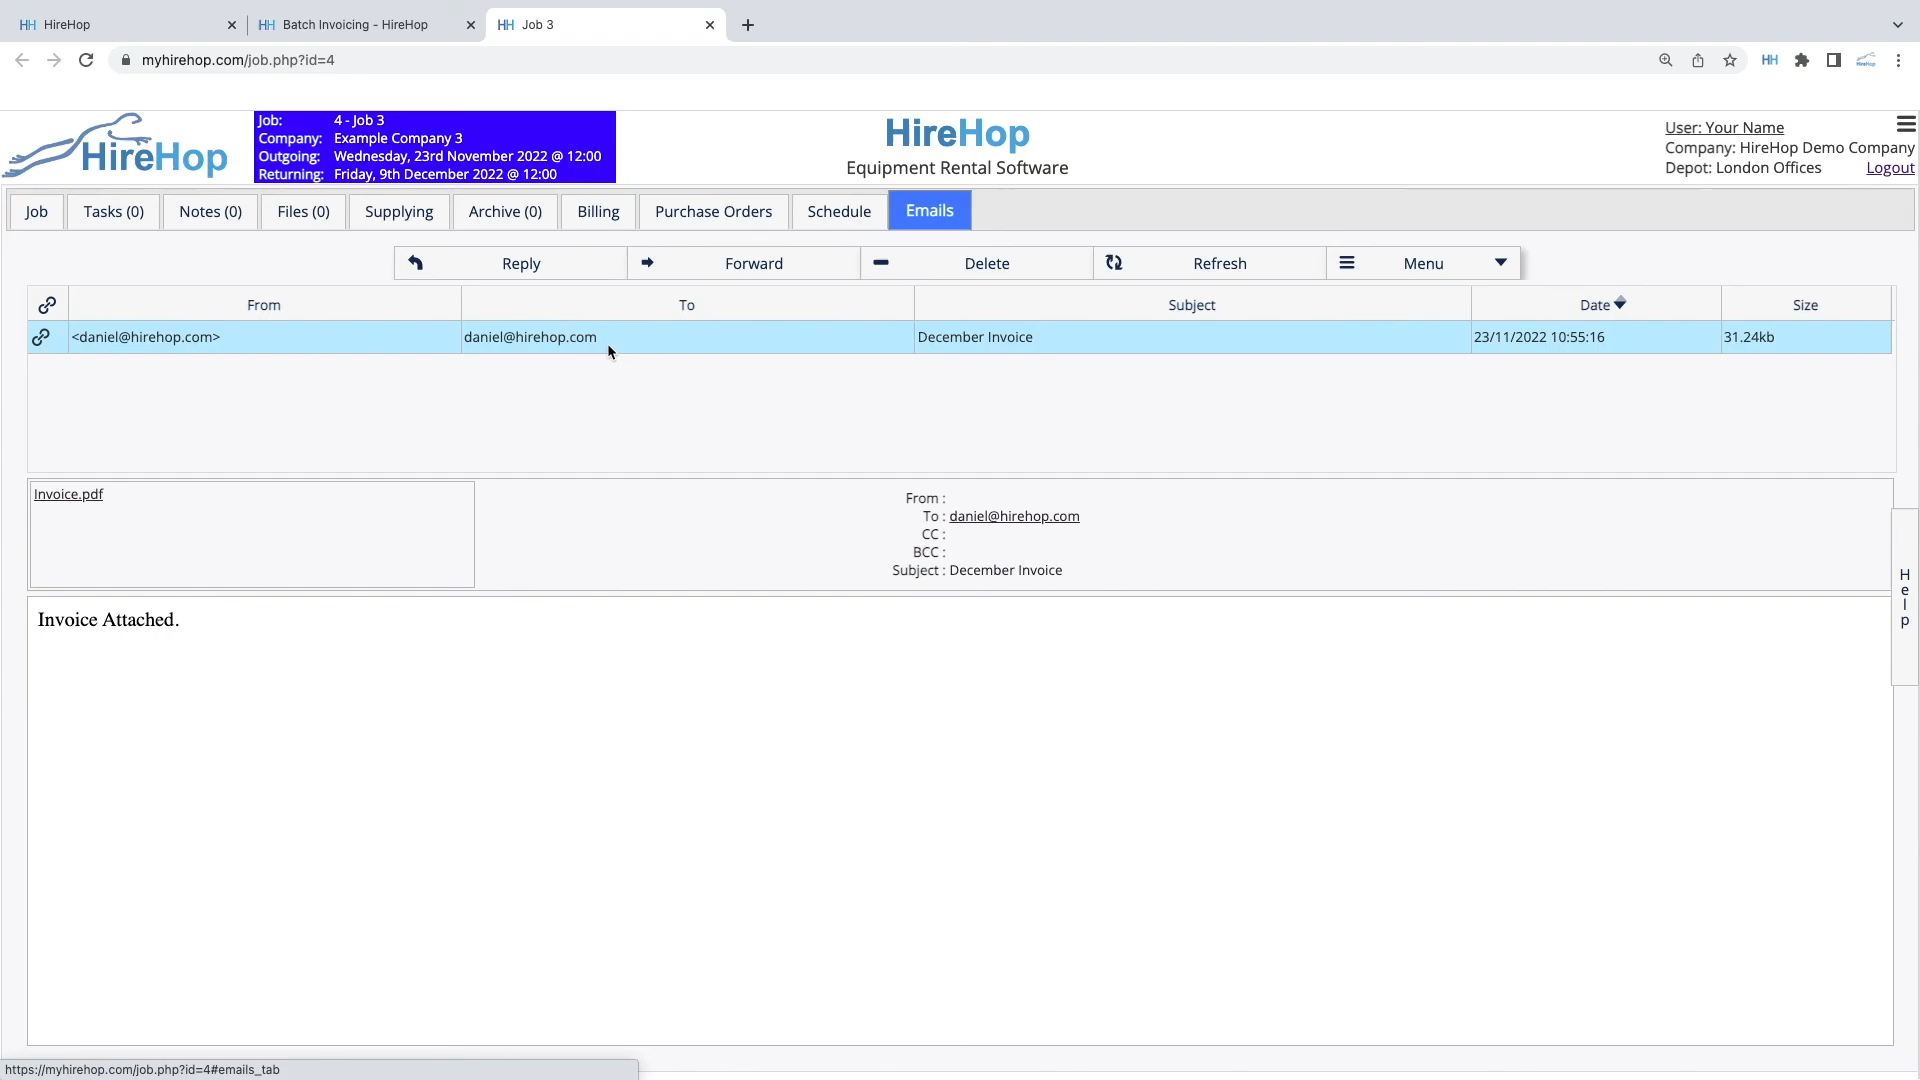 HireHop
Batch Invoicing - HireHop
Job 3
myhirehop.com/job.php?id=4
HireHop
Job: 4 - Job 3
Company: Example Company 3
Outgoing: Wednesday, 23rd November 2022 @ 12:00
Returning: Friday, 9th December 2022 @ 12:00
HireHop
Equipment Rental Software
User: Your Name
Company: HireHop Demo Company
Depot: London Offices Logout
Job Tasks (0) Notes (0) Files (0) Supplying Archive (0) Billing Purchase Orders Schedule Emails
Reply Forward Delete Refresh Menu
From To Subject Date Size
<daniel@hirehop.com> daniel@hirehop.com December Invoice 23/11/2022 10:55:16 31.24kb
Invoice.pdf
From :
To : daniel@hirehop.com
CC :
BCC :
Subject : December Invoice
Help
Invoice Attached.
https://myhirehop.com/job.php?id=4#emails_tab